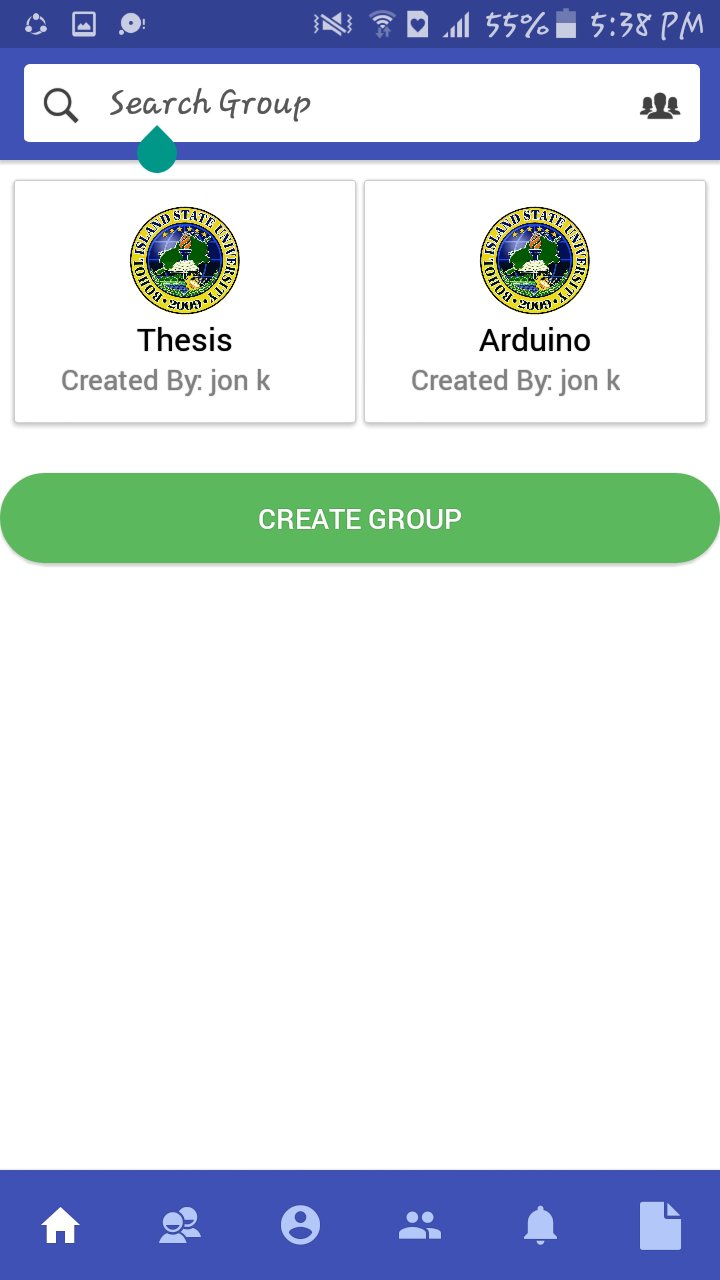 55% 5:38 PM
Search Group
BOHOL ISLAND STATE UNIVERSITY
2009
Thesis
Created By: jon k
BOHOL ISLAND STATE UNIVERSITY
2009
Arduino
Created By: jon k
CREATE GROUP